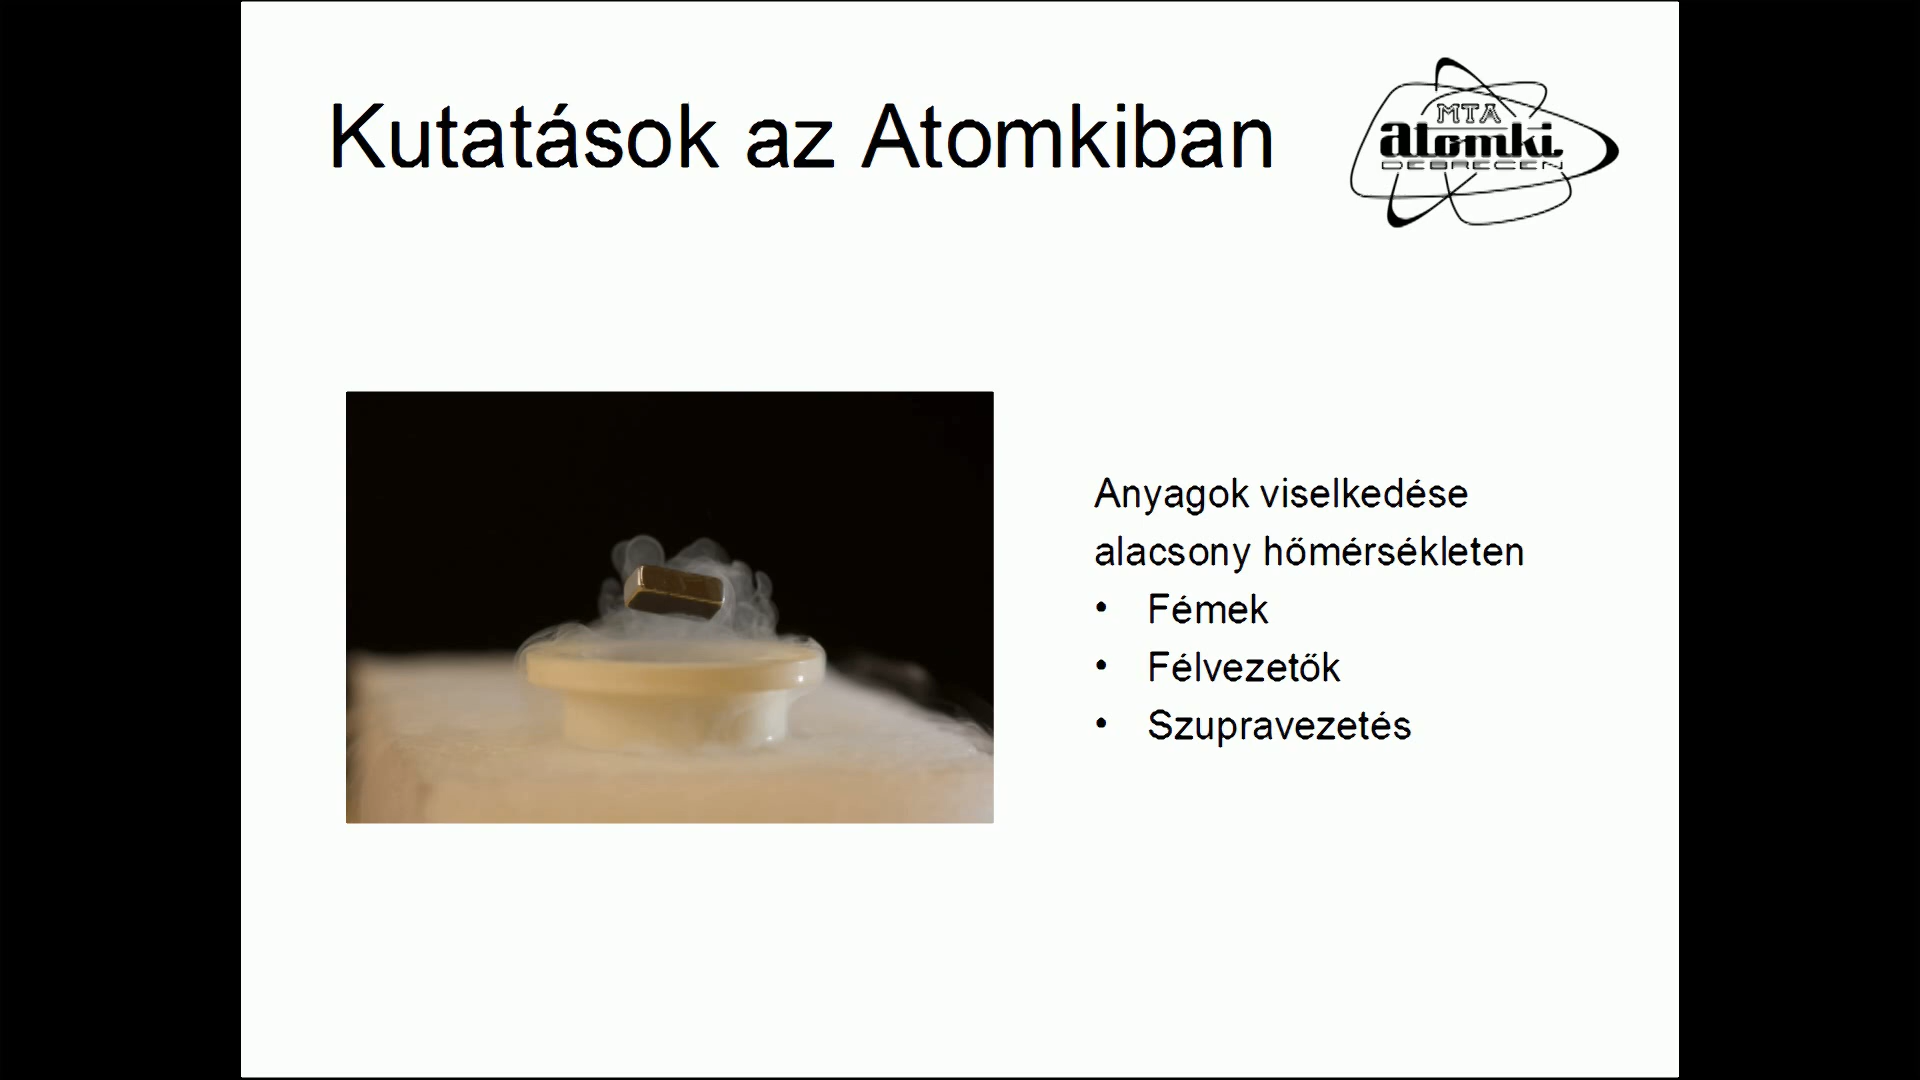 Kutatások az Atomkiban
MTA
atomki
DEBRECEN
Anyagok viselkedése
alacsony hőmérsékleten
• Fémek
• Félvezetők
• Szupravezetés